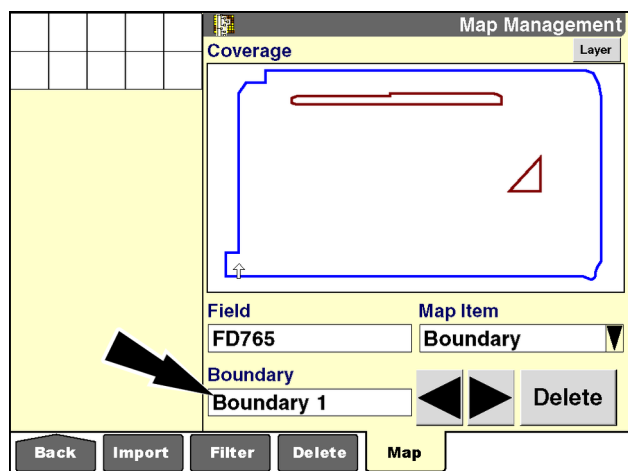 Map Management
Coverage
Layer
Field
Map Item
FD765
Boundary
Boundary
Boundary 1
Delete
Back
Import
Filter
Delete
Map